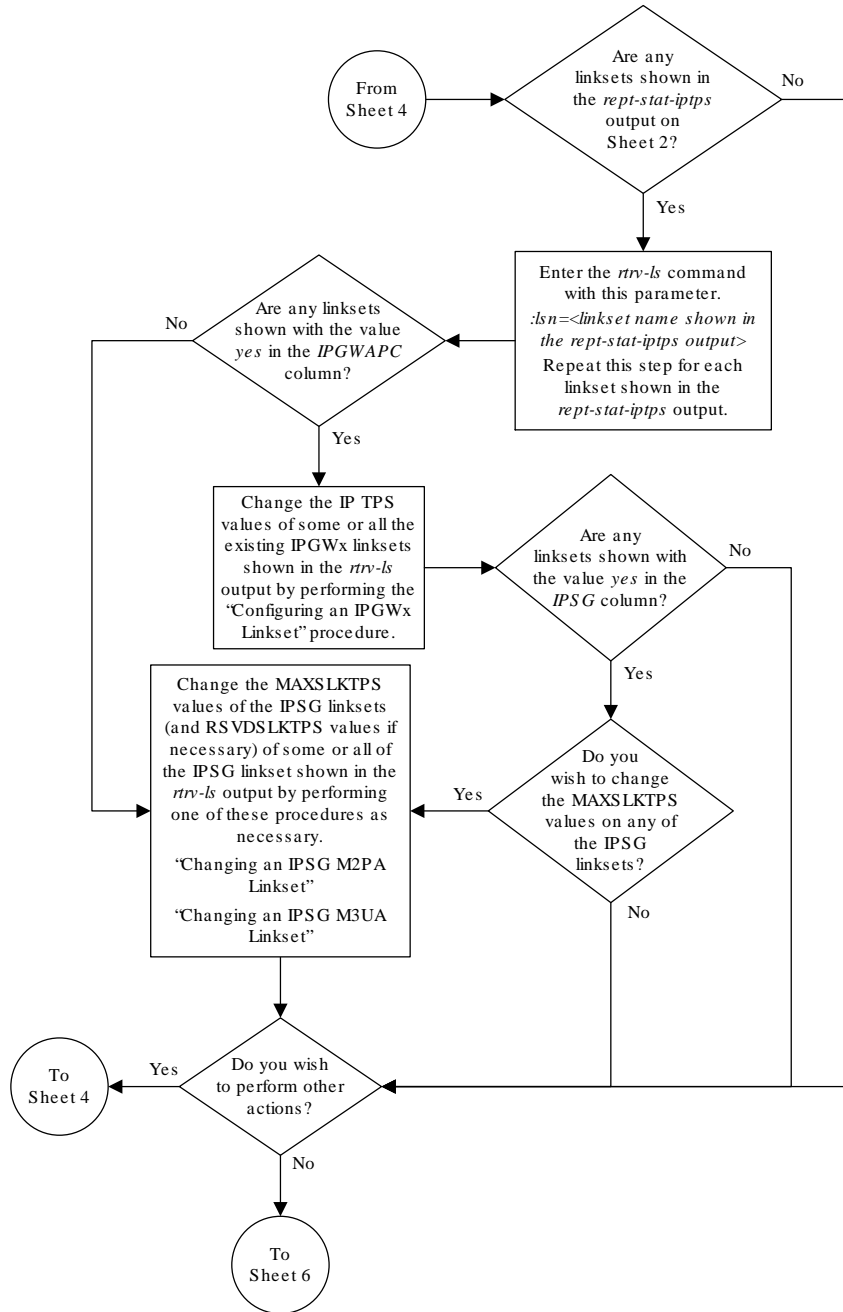 From
Sheet 4
Are any
linksets shown in
the rept-stat-iptps
output on
Sheet 2?
No
Yes
Enter the rtrv-ls command
with this parameter.
:lsn=<linkset name shown in
the rept-stat-iptps output>
Repeat this step for each
linkset shown in the
rept-stat-iptps output.
Are any linksets
shown with the value
yes in the IPGWAPC
column?
No
Yes
Change the IP TPS
values of some or all the
existing IPGWx linksets
shown in the rtrv-ls
output by performing the
“Configuring an IPGWx
Linkset” procedure.
Are any
linksets shown with
the value yes in the
IPSG column?
No
Yes
Do you
wish to change
the MAXSLKTPS
values on any of
the IPSG
linksets?
Yes
No
Change the MAXSLKTPS
values of the IPSG linksets
(and RSVDSLKTPS values if
necessary) of some or all of
the IPSG linkset shown in the
rtrv-ls output by performing
one of these procedures as
necessary.
“Changing an IPSG M2PA
Linkset”
“Changing an IPSG M3UA
Linkset”
Do you wish
to perform other
actions?
Yes
To
Sheet 4
No
To
Sheet 6